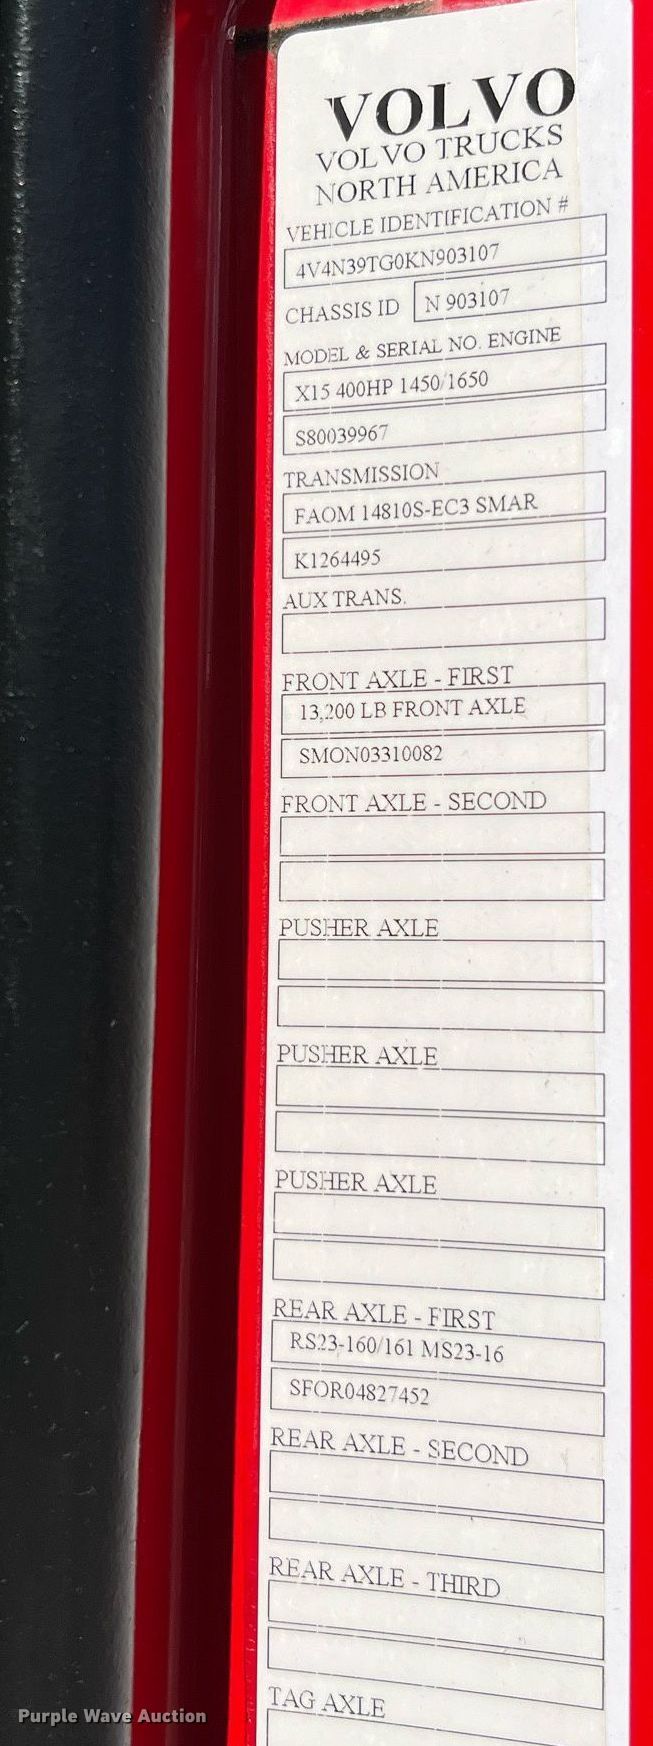 VOLVO
VOLVO TRUCKS
NORTH AMERICA
VEHICLE IDENTIFICATION #
4V4N39TG0KN903107
CHASSIS ID N 903107
MODEL & SERIAL NO. ENGINE
X15 400HP 1450/1650
S80039967
TRANSMISSION
FAOM 14810S-EC3 SMAR
K1264495
AUX TRANS.
FRONT AXLE - FIRST
13,200 LB FRONT AXLE
SMON03310082
FRONT AXLE - SECOND
PUSHER AXLE
PUSHER AXLE
PUSHER AXLE
REAR AXLE - FIRST
RS23-160/161 MS23-16
SFOR04827452
REAR AXLE - SECOND
REAR AXLE - THIRD
TAG AXLE
Purple Wave Auction